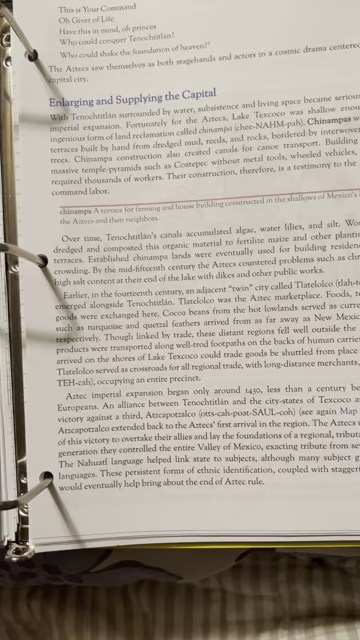 This is Your Command
Oh Giver of Life
Have this in mind, oh princes
Who could conquer Tenochtitlan?
Who could shake the foundation of heaven?
The Aztecs saw themselves as both stagehands and actors in a cosmic drama centered
capital city.
Enlarging and Supplying the Capital
With Tenochtitlán surrounded by water, subsistence and living space became serious
imperial expansion. Fortunately for the Aztecs, Lake Texcoco was shallow enou
ingenious form of land reclamation called chinampa (chee-NAHM-pah). Chinampas w
terraces built by hand from dredged mud, reeds, and rocks, bordered by interwove
trees. Chinampa construction also created canals for canoe transport. Building
massive temple-pyramids such as Coatepec without metal tools, wheeled vehicles,
required thousands of workers. Their construction, therefore, is a testimony to the
command labor.
chinampa A terrace for farming and house building constructed in the shallows of Mexico's
the Aztecs and their neighbors.
Over time, Tenochtitlan's canals accumulated algae, water lilies, and silt. Wo
dredged and composted this organic material to fertilize maize and other plantin
terraces. Established chinampa lands were eventually used for building residen
crowding. By the mid-fifteenth century the Aztecs countered problems such as chr
high salt content at their end of the lake with dikes and other public works.
Earlier, in the fourteenth century, an adjacent "twin" city called Tlatelolco (tlah-te
emerged alongside Tenochtitlan. Tlatelolco was the Aztec marketplace. Foods, te
goods were exchanged here. Cocoa beans from the hot lowlands served as curre
such as turquoise and quetzal feathers arrived from as far away as New Mexic
respectively. Though linked by trade, these distant regions fell well outside the
products were transported along well-trod footpaths on the backs of human carrie
arrived on the shores of Lake Texcoco could trade goods be shuttled from place
Tlatelolco served as crossroads for all regional trade, with long-distance merchants,
TEH-cah), occupying an entire precinct.
Aztec imperial expansion began only around 1430, less than a century be
Europeans. An alliance between Tenochtitlan and the city-states of Texcoco a
victory against a third, Atzcapotzalco (otts-cah-poat-SAUL-coh) (see again Map
Atzcapotzalco extended back to the Aztecs' first arrival in the region. The Aztecs u
of this victory to overtake their allies and lay the foundations of a regional, tribut
generation they controlled the entire Valley of Mexico, exacting tribute from se
The Nahuatl language helped link state to subjects, although many subject g
languages. These persistent forms of ethnic identification, coupled with staggeri
would eventually help bring about the end of Aztec rule.